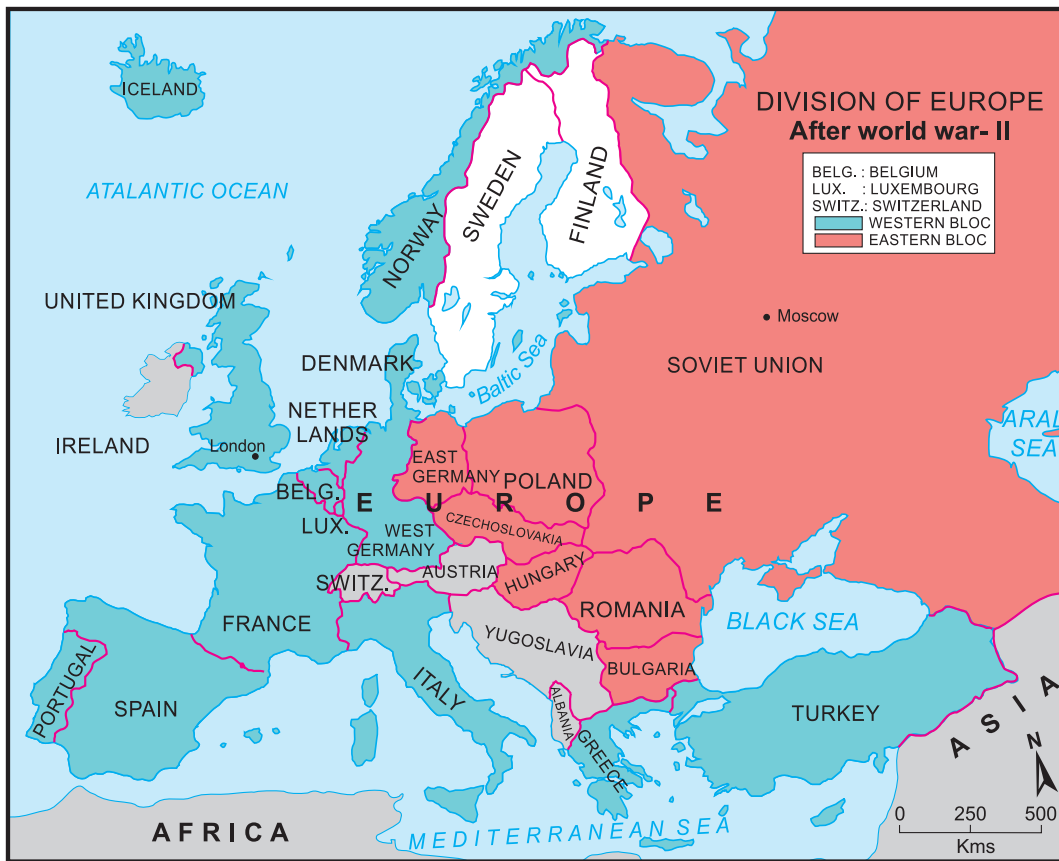 ICELAND
DIVISION OF EUROPE
After world war- II
BELG. : BELGIUM
LUX. : LUXEMBOURG
SWITZ.: SWITZERLAND
WESTERN BLOC
EASTERN BLOC
ATALANTIC OCEAN
SWEDEN
FINLAND
NORWAY
UNITED KINGDOM
Moscow
DENMARK
SOVIET UNION
Baltic Sea
NETHER
LANDS
IRELAND
London
ARAL
SEA
EAST
GERMANY
POLAND
BELG.
EUROPE
LUX.
CZECHOSLOVAKIA
WEST
GERMANY
AUSTRIA
HUNGARY
SWITZ.
ROMANIA
FRANCE
BLACK SEA
YUGOSLAVIA
BULGARIA
PORTUGAL
SPAIN
ITALY
ALBANIA
GREECE
TURKEY
ASIA
N
0 250 500
Kms
AFRICA
MEDITERRANEAN SEA